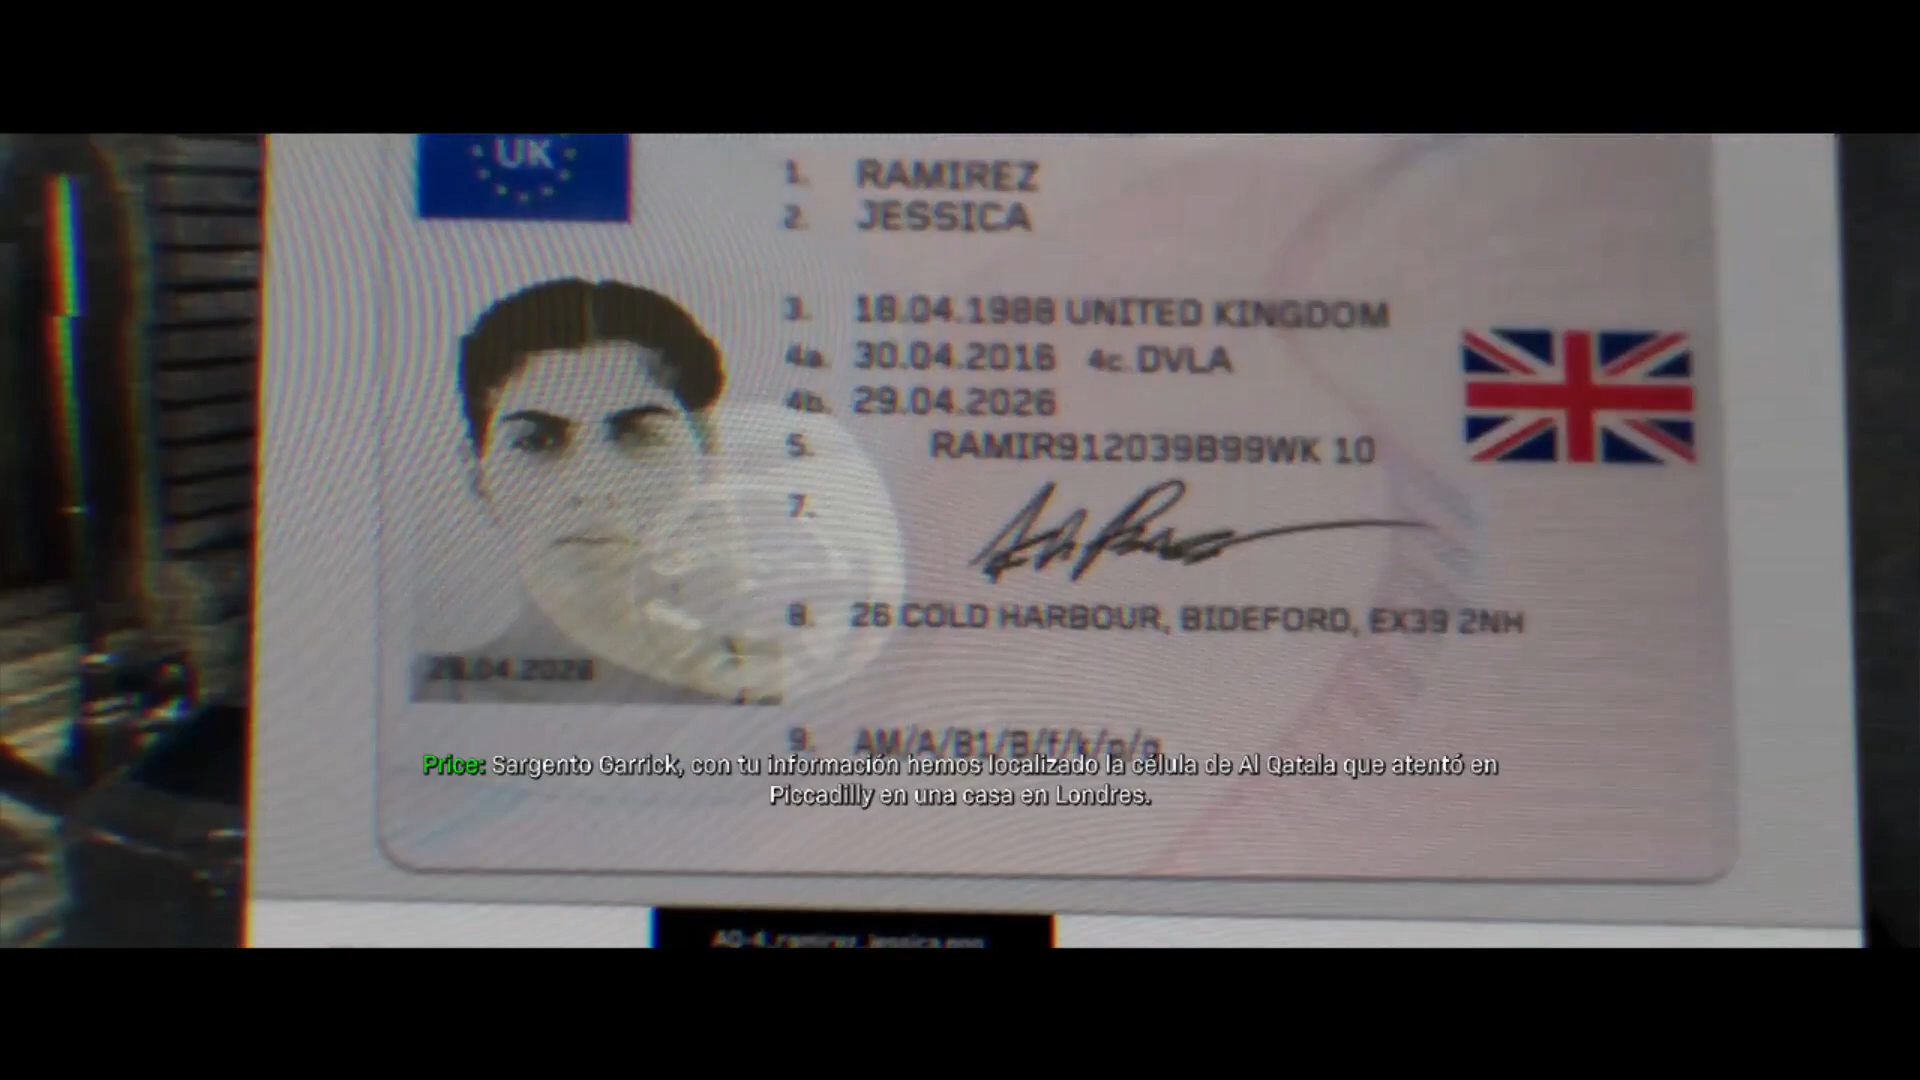 UK
1. RAMIREZ
2. JESSICA
3. 18.04.1988 UNITED KINGDOM
4a. 30.04.2016 4c. DVLA
4b. 29.04.2026
5. RAMIR912039B99WK 10
7.
8. 26 COLD HARBOUR, BIDEFORD, EX39 2NH
29.04.2026
9. AM/A/B1/B/f/k/p/q
Price: Sargento Garrick, con tu información hemos localizado la célula de Al Qatala que atentó en
Piccadilly en una casa en Londres.